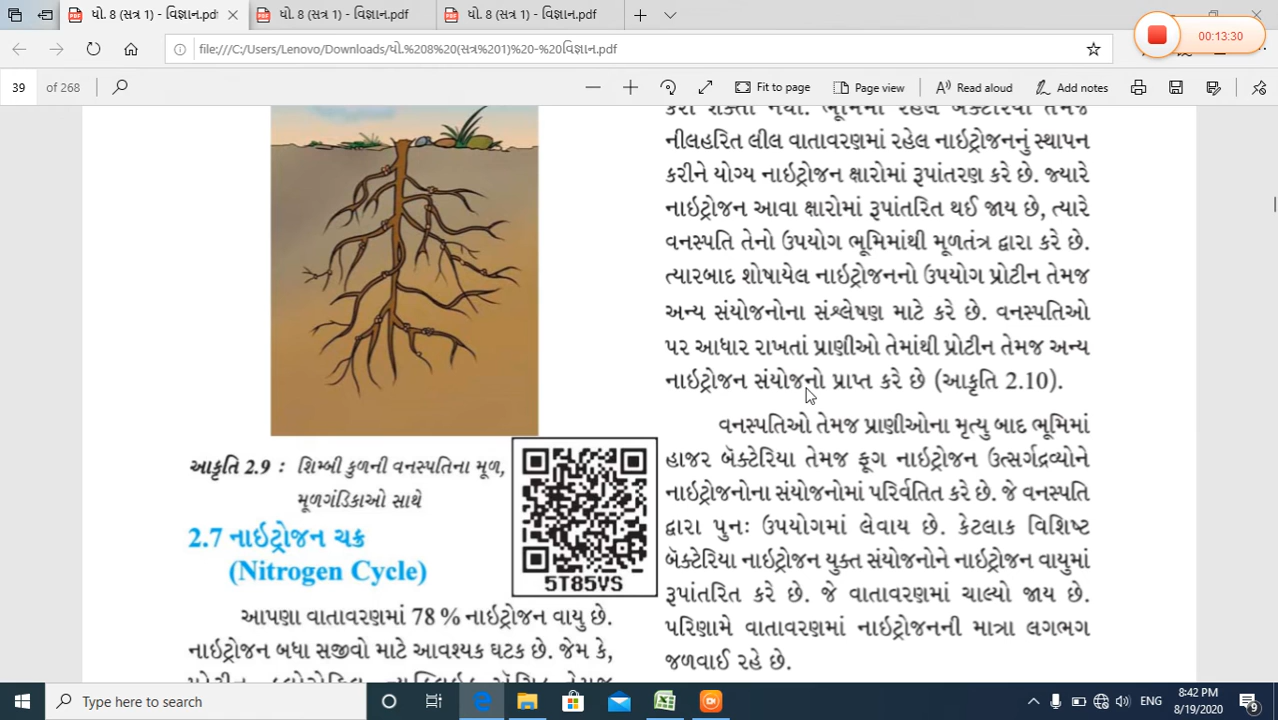 ધો. 8 (સત્ર 1) - વિજ્ઞાન.pdf
ધો. 8 (સત્ર 1) - વિજ્ઞાન.pdf
ધો. 8 (સત્ર 1) - વિજ્ઞાન.pdf
file:///C:/Users/Lenovo/Downloads/ધો.%208%20(સત્ર%201)%20-%20વિજ્ઞાન.pdf
00:13:30
39 of 268
Fit to page
Page view
Read aloud
Add notes
આકૃતિ 2.9 : શિમ્બી કુળની વનસ્પતિના મૂળ,
મૂળગંડિકાઓ સાથે
5T85VS
2.7 નાઇટ્રોજન ચક્ર
(Nitrogen Cycle)
આપણા વાતાવરણમાં 78 % નાઇટ્રોજન વાયુ છે.
નાઇટ્રોજન બધા સજીવો માટે આવશ્યક ઘટક છે. જેમ કે,
કરી શકતી નથી. ભૂમિમાં રહેલ બૅક્ટેરિયા તેમજ
નીલહરિત લીલ વાતાવરણમાં રહેલ નાઇટ્રોજનનું સ્થાપન
કરીને યોગ્ય નાઇટ્રોજન ક્ષારોમાં રૂપાંતરણ કરે છે. જ્યારે
નાઇટ્રોજન આવા ક્ષારોમાં રૂપાંતરિત થઈ જાય છે, ત્યારે
વનસ્પતિ તેનો ઉપયોગ ભૂમિમાંથી મૂળતંત્ર દ્વારા કરે છે.
ત્યારબાદ શોષાયેલ નાઇટ્રોજનનો ઉપયોગ પ્રોટીન તેમજ
અન્ય સંયોજનોના સંશ્લેષણ માટે કરે છે. વનસ્પતિઓ
પર આધાર રાખતાં પ્રાણીઓ તેમાંથી પ્રોટીન તેમજ અન્ય
નાઇટ્રોજન સંયોજનો પ્રાપ્ત કરે છે (આકૃતિ 2.10).
વનસ્પતિઓ તેમજ પ્રાણીઓના મૃત્યુ બાદ ભૂમિમાં
હાજર બૅક્ટેરિયા તેમજ ફૂગ નાઇટ્રોજન ઉત્સર્ગદ્રવ્યોને
નાઇટ્રોજનોના સંયોજનોમાં પરિવર્તિત કરે છે. જે વનસ્પતિ
દ્વારા પુનઃ ઉપયોગમાં લેવાય છે. કેટલાક વિશિષ્ટ
બૅક્ટેરિયા નાઇટ્રોજન યુક્ત સંયોજનોને નાઇટ્રોજન વાયુમાં
રૂપાંતરિત કરે છે. જે વાતાવરણમાં ચાલ્યો જાય છે.
પરિણામે વાતાવરણમાં નાઇટ્રોજનની માત્રા લગભગ
જળવાઈ રહે છે.
Type here to search
ENG
8:42 PM
8/19/2020